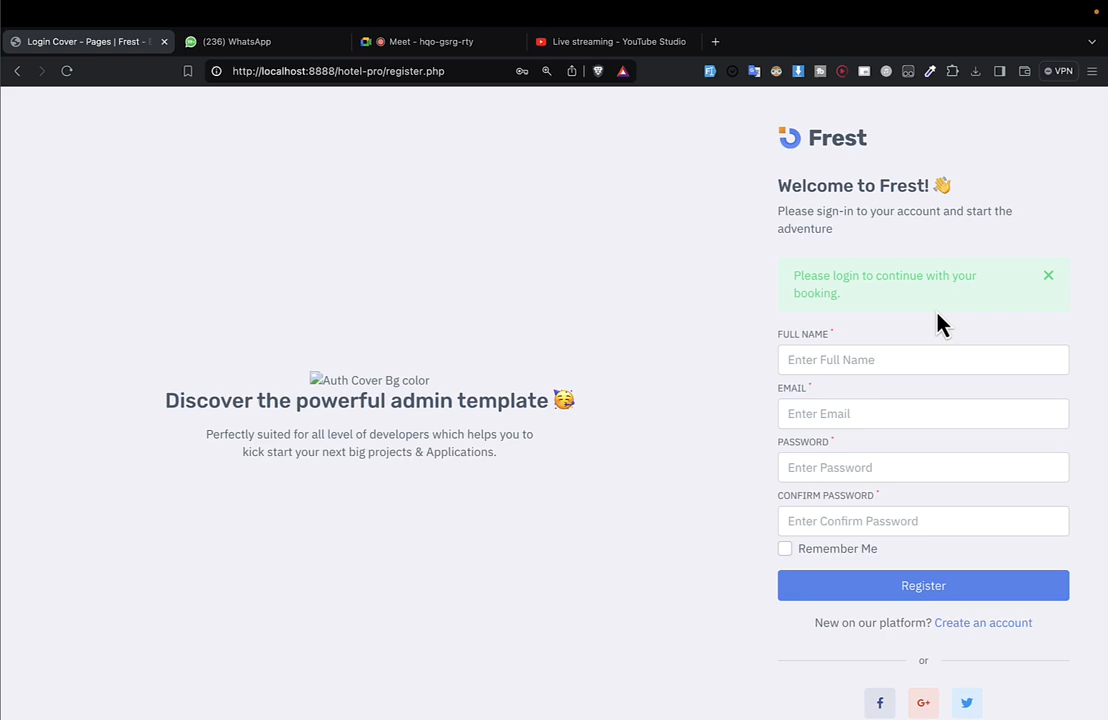 Login Cover - Pages | Frest -
(236) WhatsApp
Meet - hqo-gsrg-rty
Live streaming - YouTube Studio
http://localhost:8888/hotel-pro/register.php
VPN
Auth Cover Bg color
Discover the powerful admin template 🥳
Perfectly suited for all level of developers which helps you to
kick start your next big projects & Applications.
Frest
Welcome to Frest! 👋
Please sign-in to your account and start the
adventure
Please login to continue with your
booking.
FULL NAME *
Enter Full Name
EMAIL *
Enter Email
PASSWORD *
Enter Password
CONFIRM PASSWORD *
Enter Confirm Password
Remember Me
Register
New on our platform? Create an account
or
f
G+